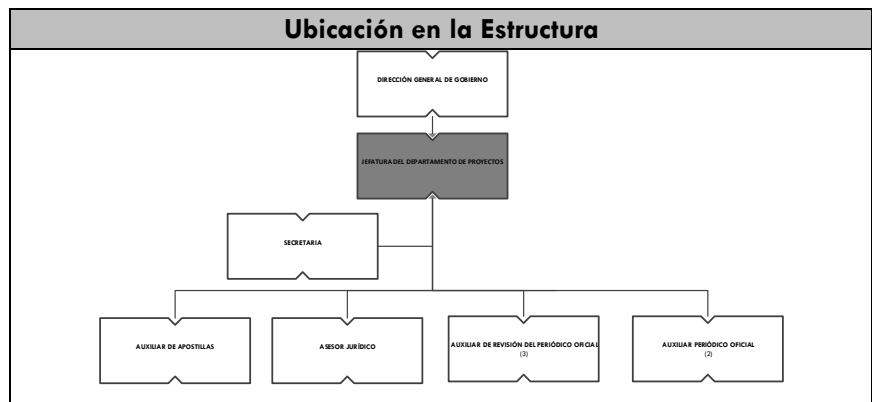 Ubicación en la Estructura
DIRECCIÓN GENERAL DE GOBIERNO
JEFATURA DEL DEPARTAMENTO DE PROYECTOS
SECRETARIA
AUXILIAR DE APOSTILLAS
ASESOR JURÍDICO
AUXILIAR DE REVISIÓN DEL PERIÓDICO OFICIAL
(3)
AUXILIAR PERIÓDICO OFICIAL
(2)